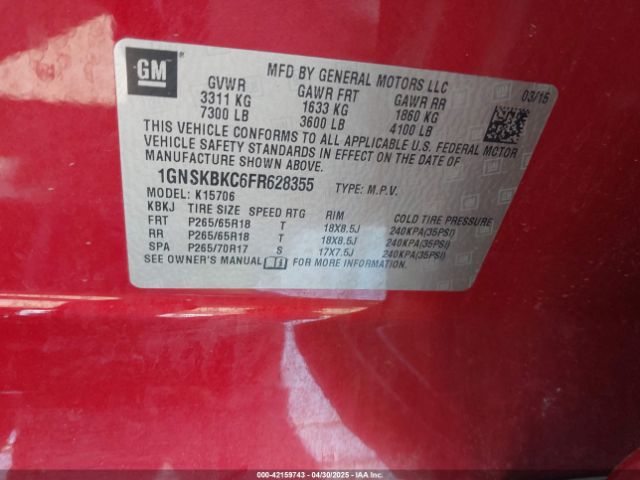 GM
MFD BY GENERAL MOTORS LLC
03/15
GVWR GAWR FRT GAWR RR
3311 KG 1633 KG 1860 KG
7300 LB 3600 LB 4100 LB
THIS VEHICLE CONFORMS TO ALL APPLICABLE U.S. FEDERAL MOTOR
VEHICLE SAFETY STANDARDS IN EFFECT ON THE DATE OF
MANUFACTURE SHOWN ABOVE.
1GNSKBKC6FR628355 TYPE: M.P.V.
MODEL: K15706
KBKJ TIRE SIZE SPEED RTG RIM COLD TIRE PRESSURE
FRT P265/65R18 T 18X8.5J 240KPA(35PSI)
RR P265/65R18 T 18X8.5J 240KPA(35PSI)
SPA P265/70R17 S 17X7.5J 240KPA(35PSI)
SEE OWNER'S MANUAL FOR MORE INFORMATION.
000-42159743 - 04/30/2025 - IAAI.COM